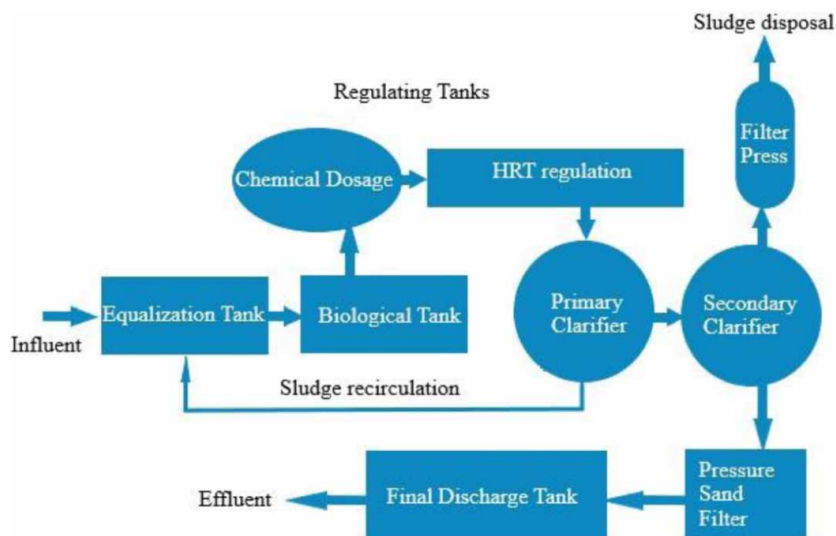 Sludge disposal
Regulating Tanks
Filter
Press
Chemical Dosage
HRT regulation
Equalization Tank
Biological Tank
Primary
Clarifier
Secondary
Clarifier
Influent
Sludge recirculation
Effluent
Final Discharge Tank
Pressure
Sand
Filter